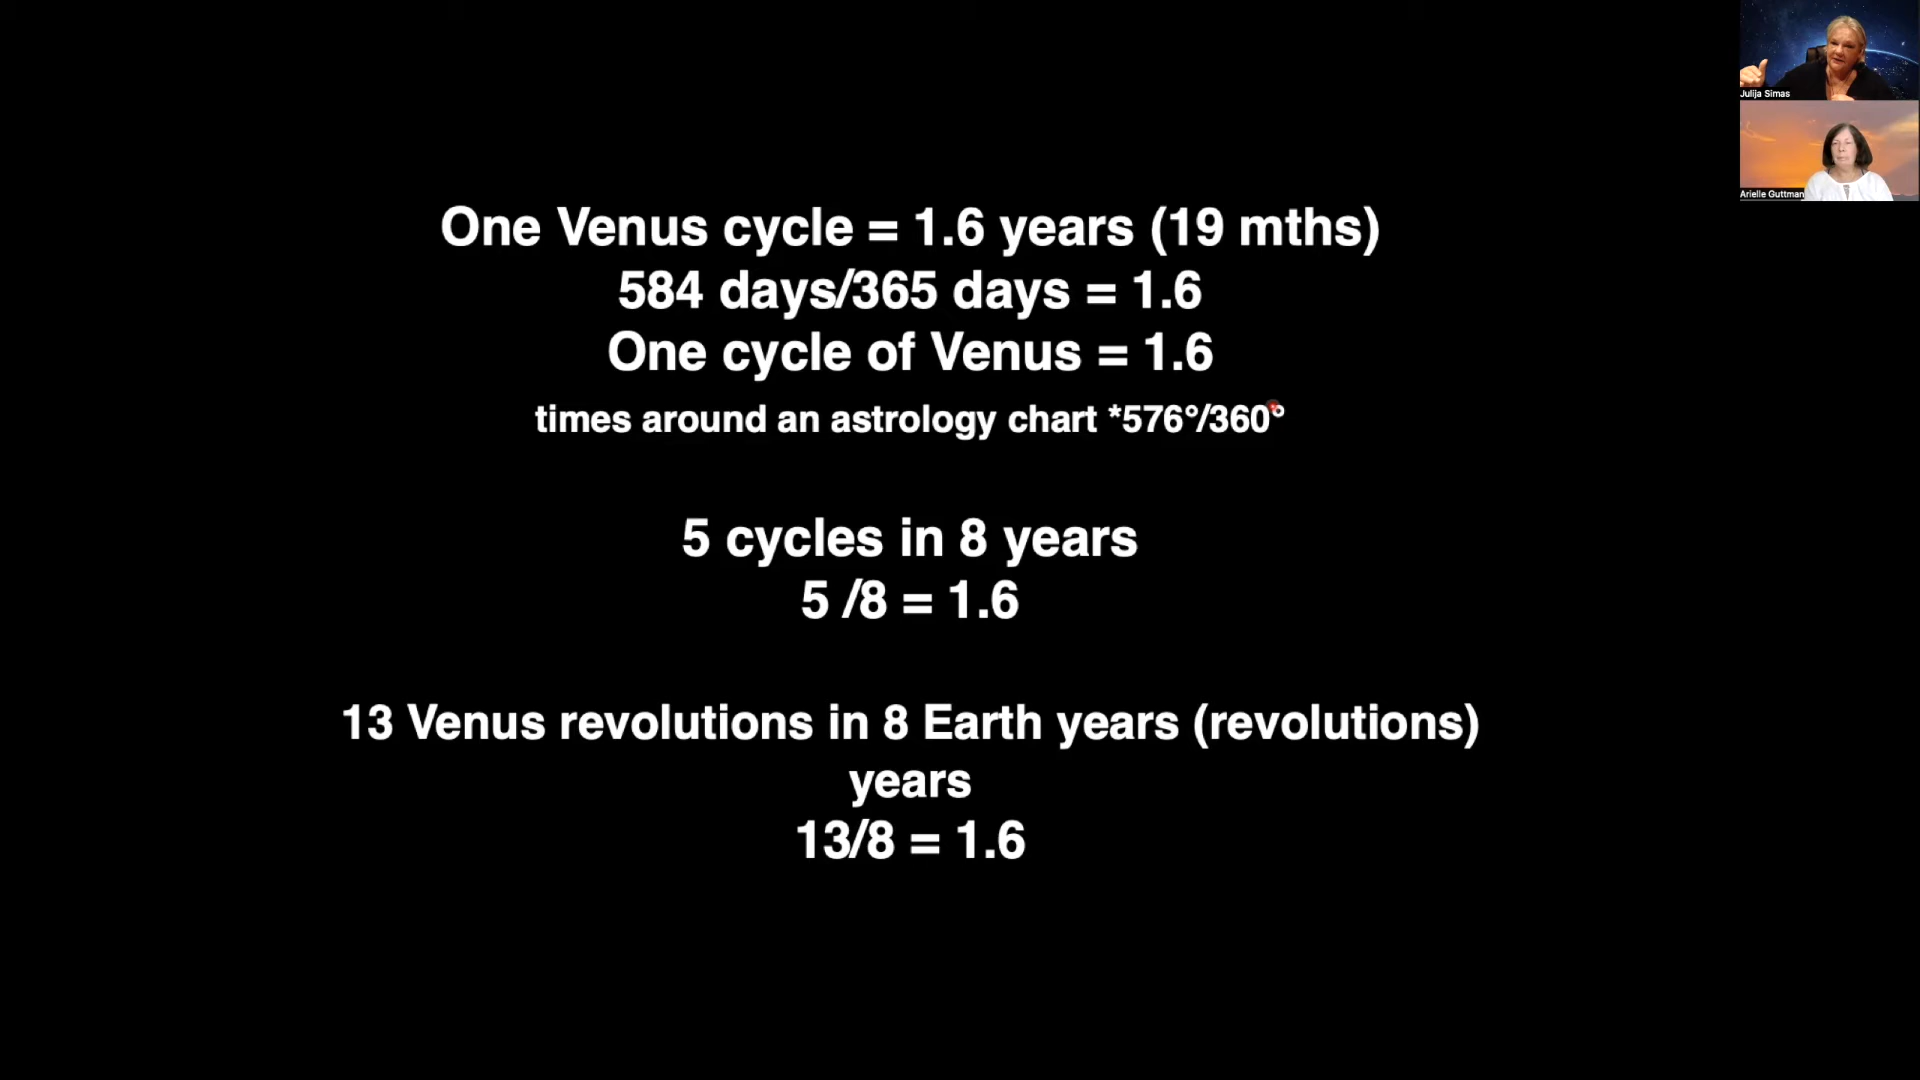 Julija Simas
Arielle Guttman
One Venus cycle = 1.6 years (19 mths)
584 days/365 days = 1.6
One cycle of Venus = 1.6
times around an astrology chart *576°/360°
5 cycles in 8 years
5 /8 = 1.6
13 Venus revolutions in 8 Earth years (revolutions)
years
13/8 = 1.6